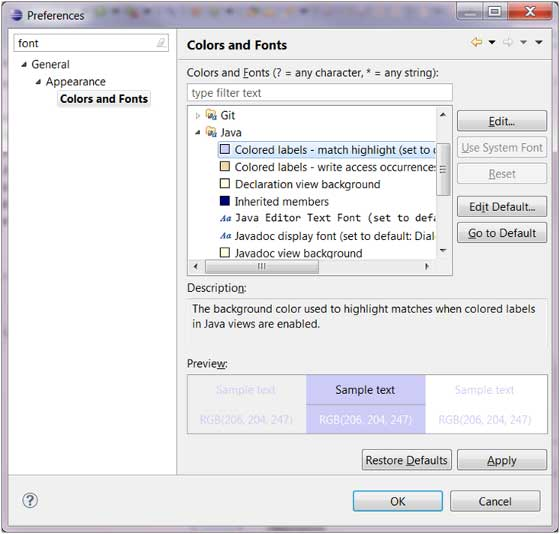 Preferences
font
General
Appearance
Colors and Fonts
Colors and Fonts
Colors and Fonts (? = any character, * = any string):
type filter text
Git
Java
Colored labels - match highlight (set to
Colored labels - write access occurrences
Declaration view background
Inherited members
Aa Java Editor Text Font (set to defa
Aa Javadoc display font (set to default: Dialo
Javadoc view background
Edit...
Use System Font
Reset
Edit Default...
Go to Default
Description:
The background color used to highlight matches when colored labels
in Java views are enabled.
Preview:
Sample text Sample text Sample text
RGB(206, 204, 247) RGB(206, 204, 247) RGB(206, 204, 247)
Restore Defaults Apply
? OK Cancel